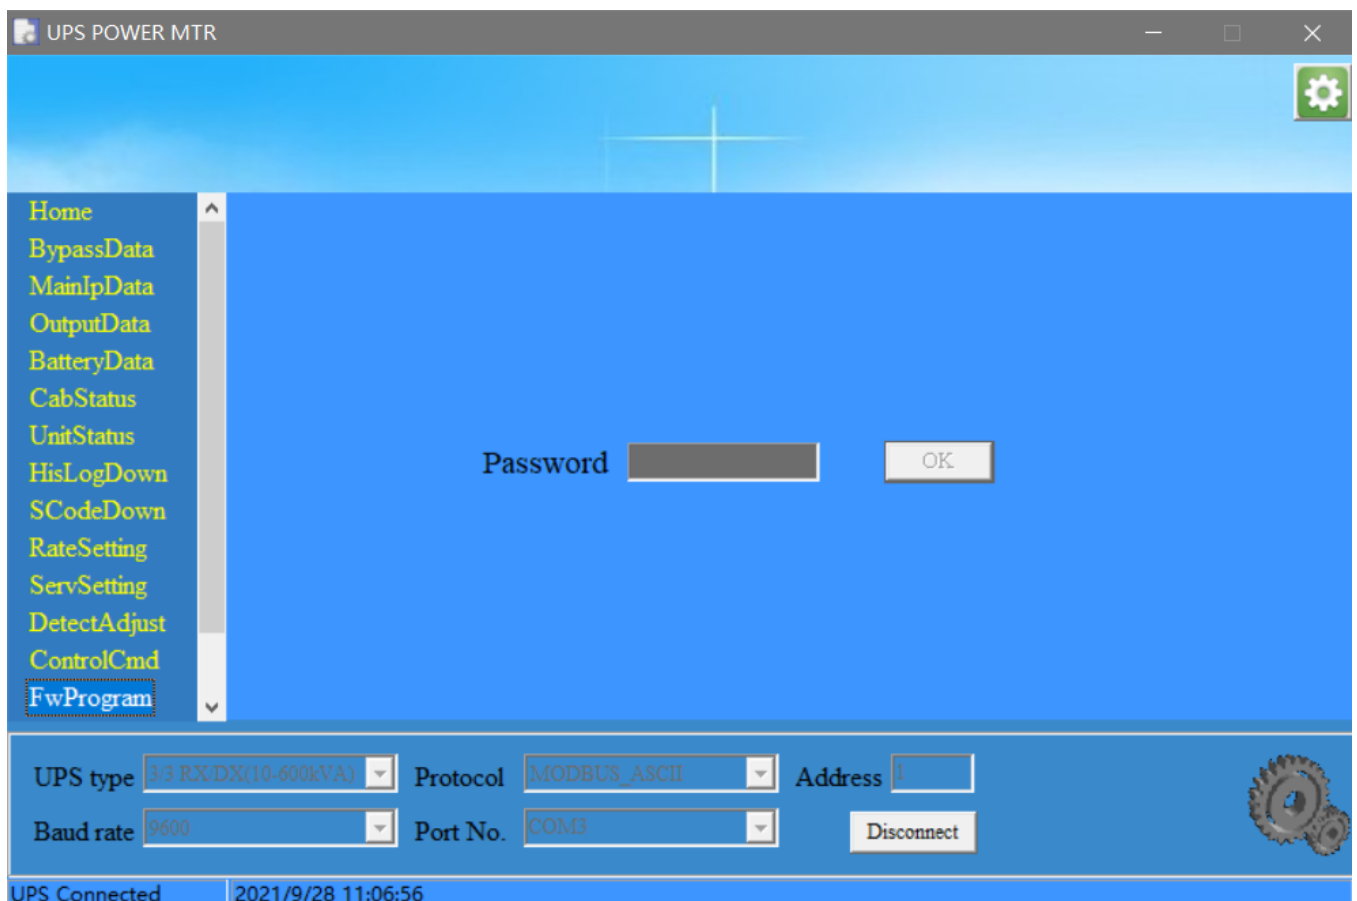 UPS POWER MTR
Home
BypassData
MainIpData
OutputData
BatteryData
CabStatus
UnitStatus
HisLogDown
SCodeDown
RateSetting
ServSetting
DetectAdjust
ControlCmd
FwProgram
Password OK
UPS type 3/3 RX/DX(10-600kVA) Protocol MODBUS_ASCII Address 1
Baud rate 9600 Port No. COM3 Disconnect
UPS Connected 2021/9/28 11:06:56